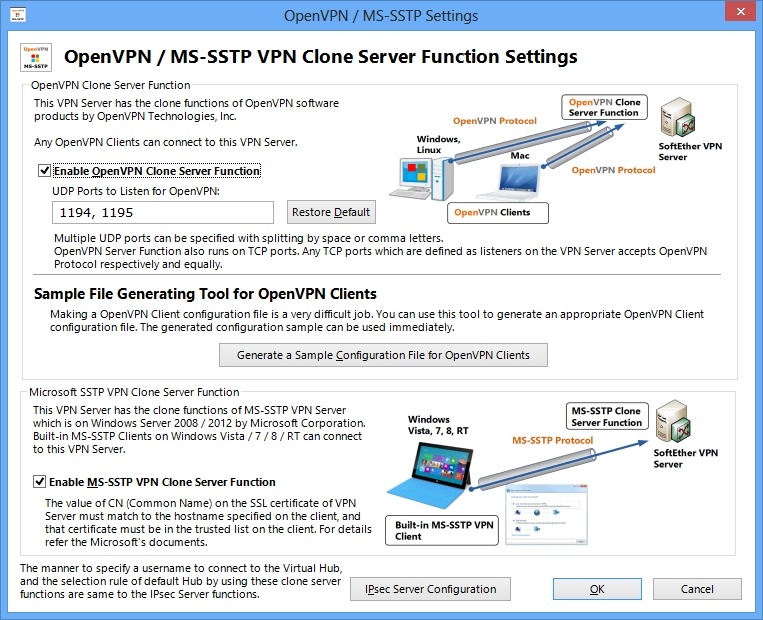 OpenVPN / MS-SSTP Settings
OpenVPN
MS-SSTP
OpenVPN / MS-SSTP VPN Clone Server Function Settings
OpenVPN Clone Server Function
This VPN Server has the clone functions of OpenVPN software
products by OpenVPN Technologies, Inc.
Any OpenVPN Clients can connect to this VPN Server.
Enable OpenVPN Clone Server Function
UDP Ports to Listen for OpenVPN:
1194, 1195
Restore Default
OpenVPN Protocol
OpenVPN Clone
Server Function
Windows,
Linux
Mac
SoftEther VPN
Server
OpenVPN Protocol
OpenVPN Clients
Multiple UDP ports can be specified with splitting by space or comma letters.
OpenVPN Server Function also runs on TCP ports. Any TCP ports which are defined as listeners on the VPN Server accepts OpenVPN
Protocol respectively and equally.
Sample File Generating Tool for OpenVPN Clients
Making a OpenVPN Client configuration file is a very difficult job. You can use this tool to generate an appropriate OpenVPN Client
configuration file. The generated configuration sample can be used immediately.
Generate a Sample Configuration File for OpenVPN Clients
Microsoft SSTP VPN Clone Server Function
This VPN Server has the clone functions of MS-SSTP VPN Server
which is on Windows Server 2008 / 2012 by Microsoft Corporation.
Built-in MS-SSTP Clients on Windows Vista / 7 / 8 / RT can connect
to this VPN Server.
Enable MS-SSTP VPN Clone Server Function
The value of CN (Common Name) on the SSL certificate of VPN
Server must match to the hostname specified on the client, and
that certificate must be in the trusted list on the client. For details
refer the Microsoft's documents.
Windows
Vista, 7, 8, RT
MS-SSTP Clone
Server Function
MS-SSTP Protocol
SoftEther VPN
Server
Built-in MS-SSTP VPN
Client
The manner to specify a username to connect to the Virtual Hub,
and the selection rule of default Hub by using these clone server
functions are same to the IPsec Server functions.
IPsec Server Configuration
OK
Cancel